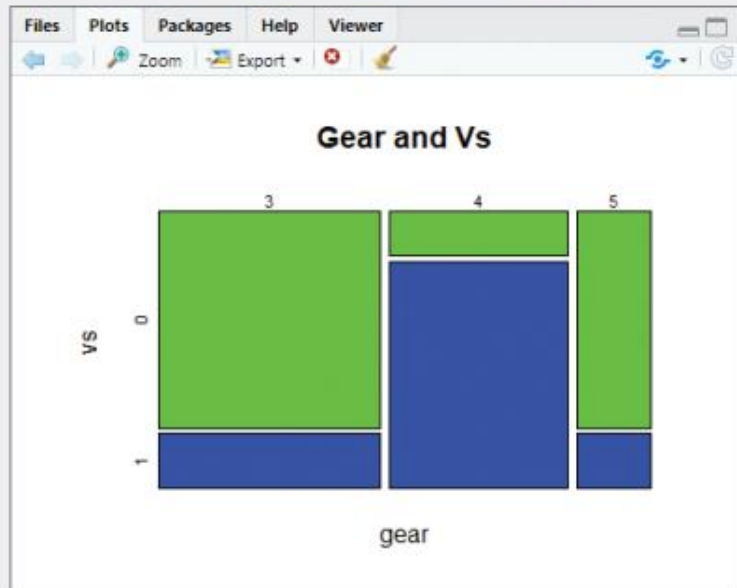 Files Plots Packages Help Viewer
Zoom Export
Gear and Vs
3 4 5
0
vs
1
gear